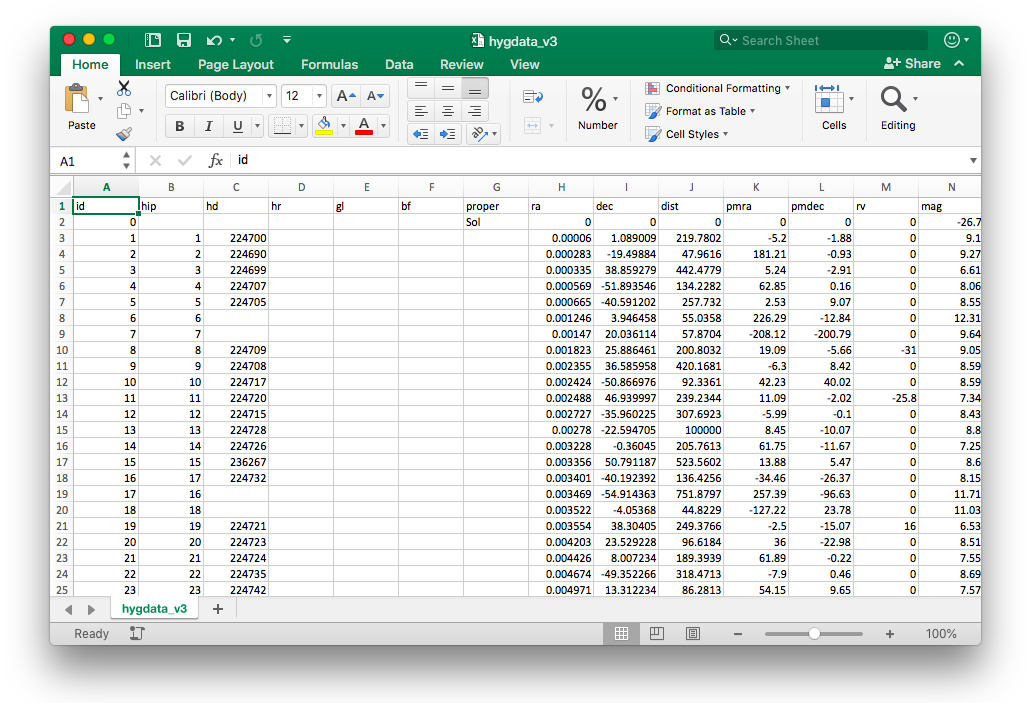 hygdata_v3
Search Sheet
Home Insert Page Layout Formulas Data Review View Share
Paste Calibri (Body) 12 A A B I U A % Number Conditional Formatting Format as Table Cell Styles Cells Editing
A1 fx id
A B C D E F G H I J K L M N
1 id hip hd hr gl bf proper ra dec dist pmra pmdec rv mag
2 0 Sol 0 0 0 0 0 0 -26.7
3 1 1 224700 0.00006 1.089009 219.7802 -5.2 -1.88 0 9.1
4 2 2 224690 0.000283 -19.49884 47.9616 181.21 -0.93 0 9.27
5 3 3 224699 0.000335 38.859279 442.4779 5.24 -2.91 0 6.61
6 4 4 224707 0.000569 -51.893546 134.2282 62.85 0.16 0 8.06
7 5 5 224705 0.000665 -40.591202 257.732 2.53 9.07 0 8.55
8 6 6 0.001246 3.946458 55.0358 226.29 -12.84 0 12.31
9 7 7 0.00147 20.036114 57.8704 -208.12 -200.79 0 9.64
10 8 8 224709 0.001823 25.886461 200.8032 19.09 -5.66 -31 9.05
11 9 9 224708 0.002355 36.585958 420.1681 -6.3 8.42 0 8.59
12 10 10 224717 0.002424 -50.866976 92.3361 42.23 40.02 0 8.59
13 11 11 224720 0.002488 46.939997 239.2344 11.09 -2.02 -25.8 7.34
14 12 12 224715 0.002727 -35.960225 307.6923 -5.99 -0.1 0 8.43
15 13 13 224728 0.00278 -22.594705 100000 8.45 -10.07 0 8.8
16 14 14 224726 0.003228 -0.36045 205.7613 61.75 -11.67 0 7.25
17 15 15 236267 0.003356 50.791187 523.5602 13.88 5.47 0 8.6
18 16 17 224732 0.003401 -40.192392 136.4256 -34.46 -26.37 0 8.15
19 17 16 0.003469 -54.914363 751.8797 257.39 -96.63 0 11.71
20 18 18 0.003522 -4.05368 44.8229 -127.22 23.78 0 11.03
21 19 19 224721 0.003554 38.30405 249.3766 -2.5 -15.07 16 6.53
22 20 20 224723 0.004203 23.529228 96.6184 36 -22.98 0 8.51
23 21 21 224724 0.004426 8.007234 189.3939 61.89 -0.22 0 7.55
24 22 22 224735 0.004674 -49.352266 318.4713 -7.9 0.46 0 8.69
25 23 23 224742 0.004971 13.312234 86.2813 54.15 9.65 0 7.57
hygdata_v3
Ready 100%